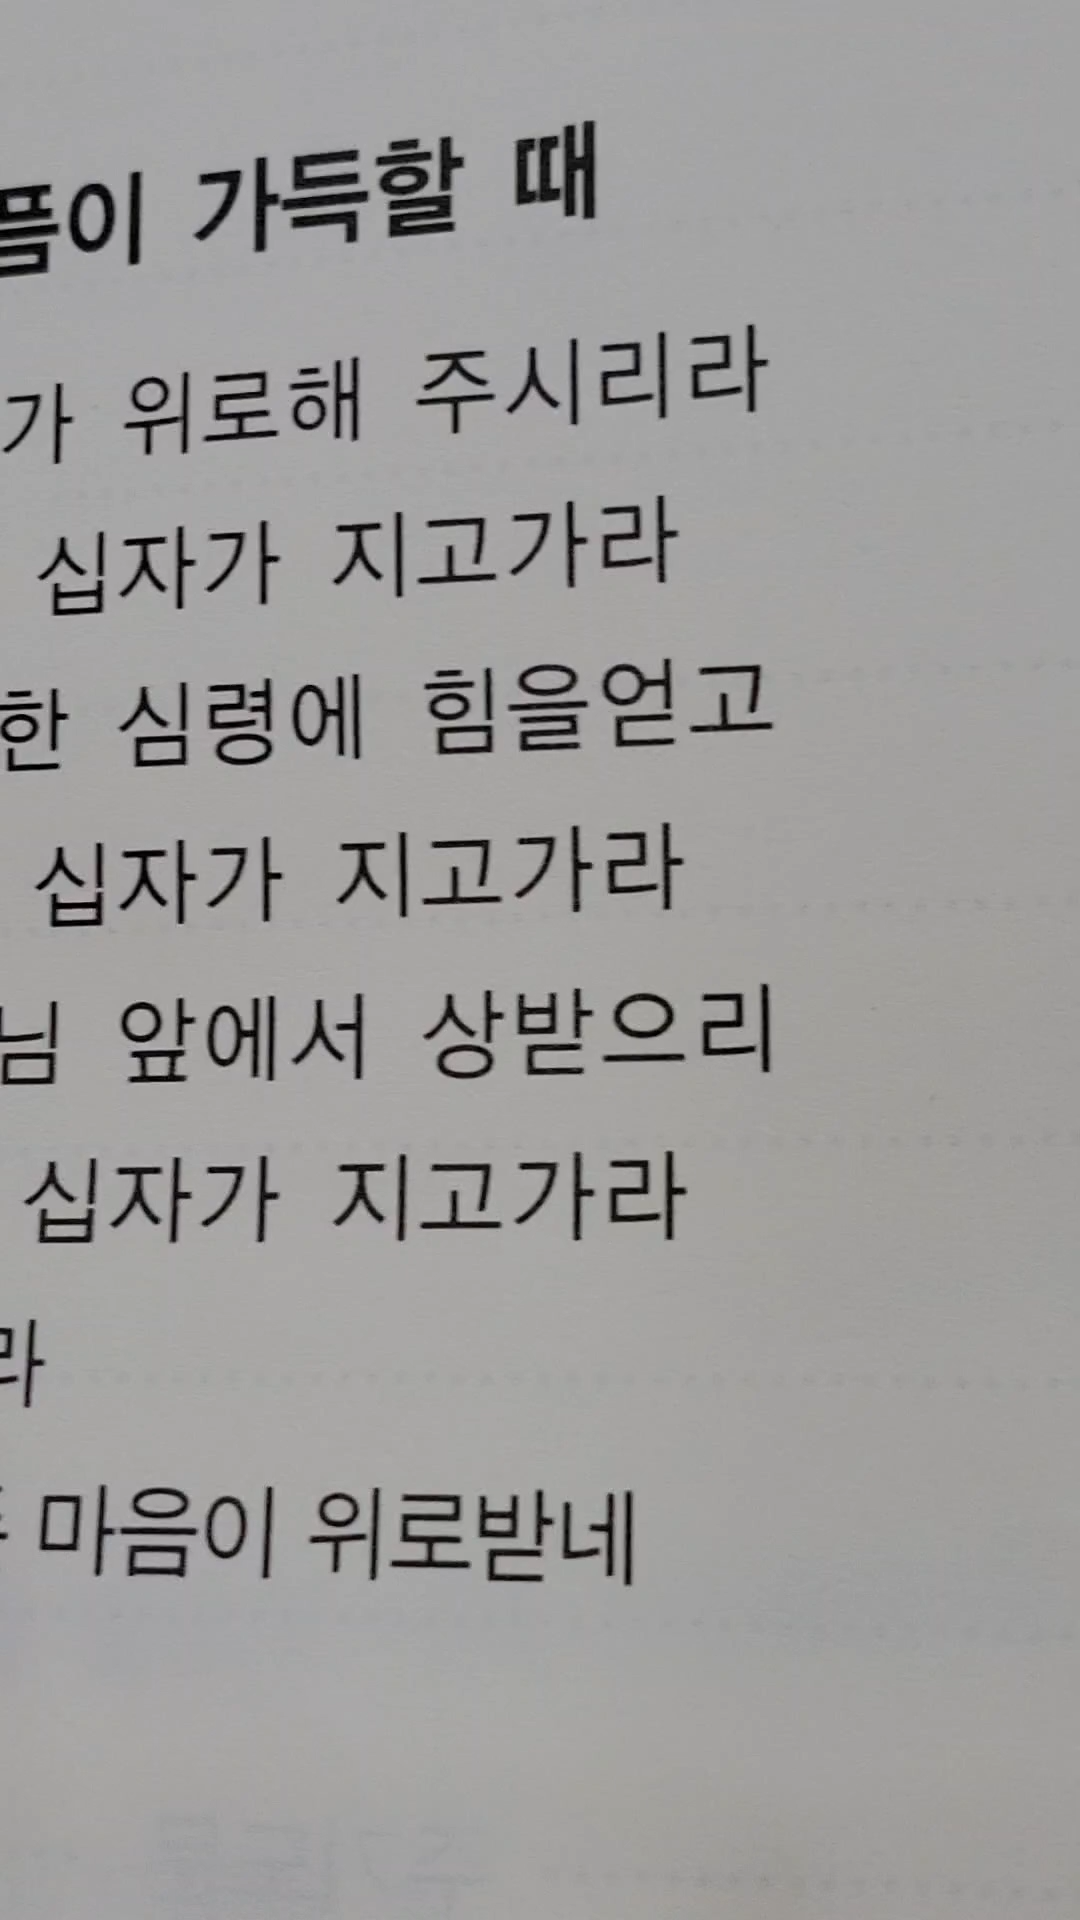 픔이 가득할 때
가 위로해 주시리라
십자가 지고가라
한 심령에 힘을얻고
십자가 지고가라
님 앞에서 상받으리
십자가 지고가라
라
마음이 위로받네